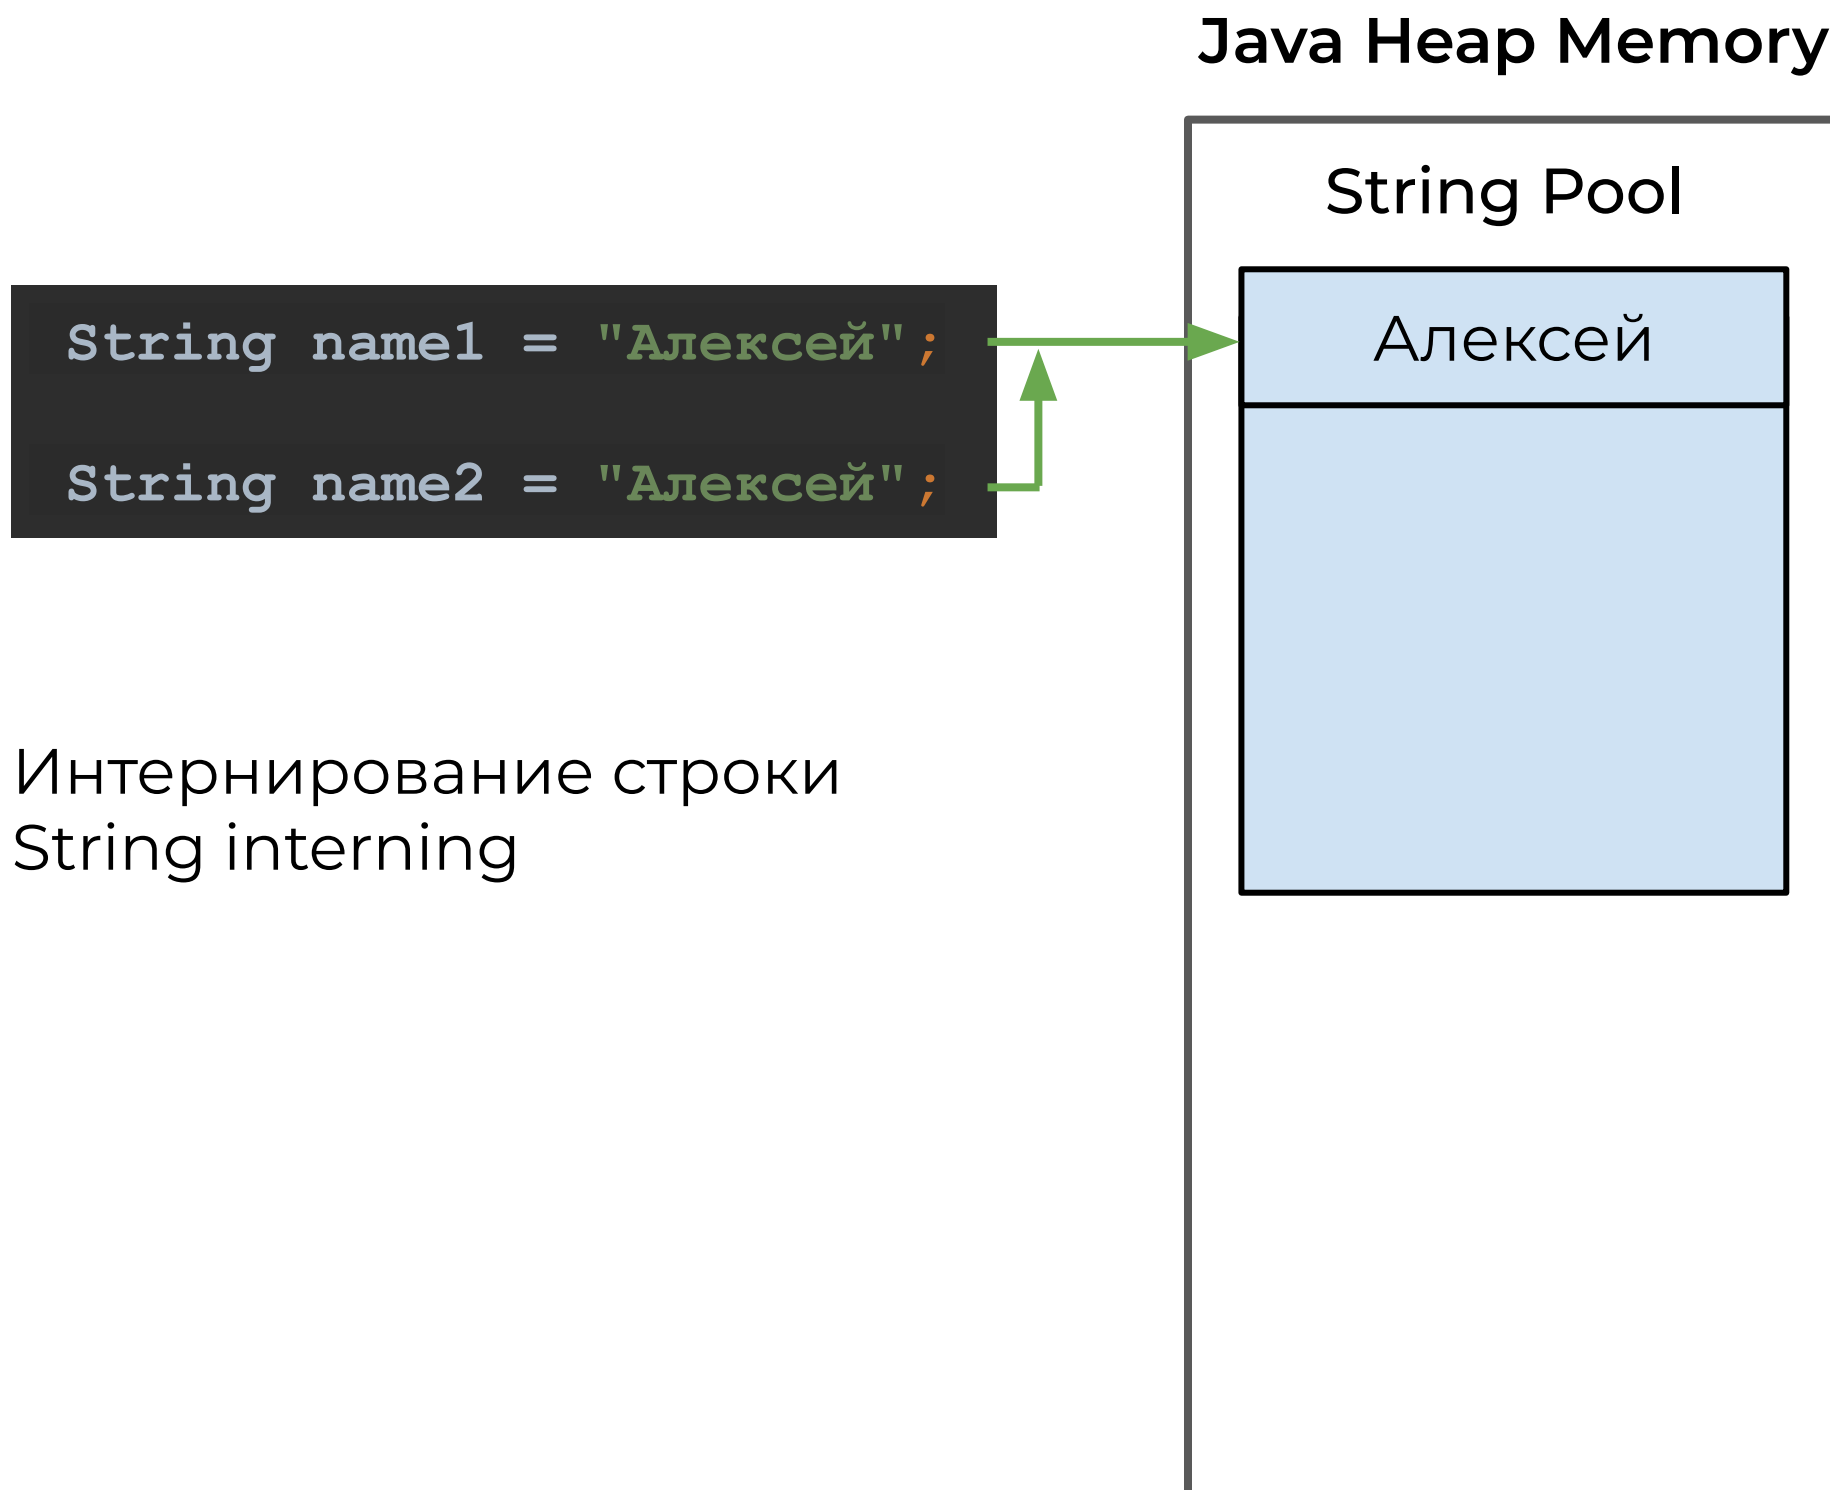 Java Heap Memory
String Pool
String name1 = "Алексей";
Алексей
String name2 = "Алексей";
Интернирование строки
String interning